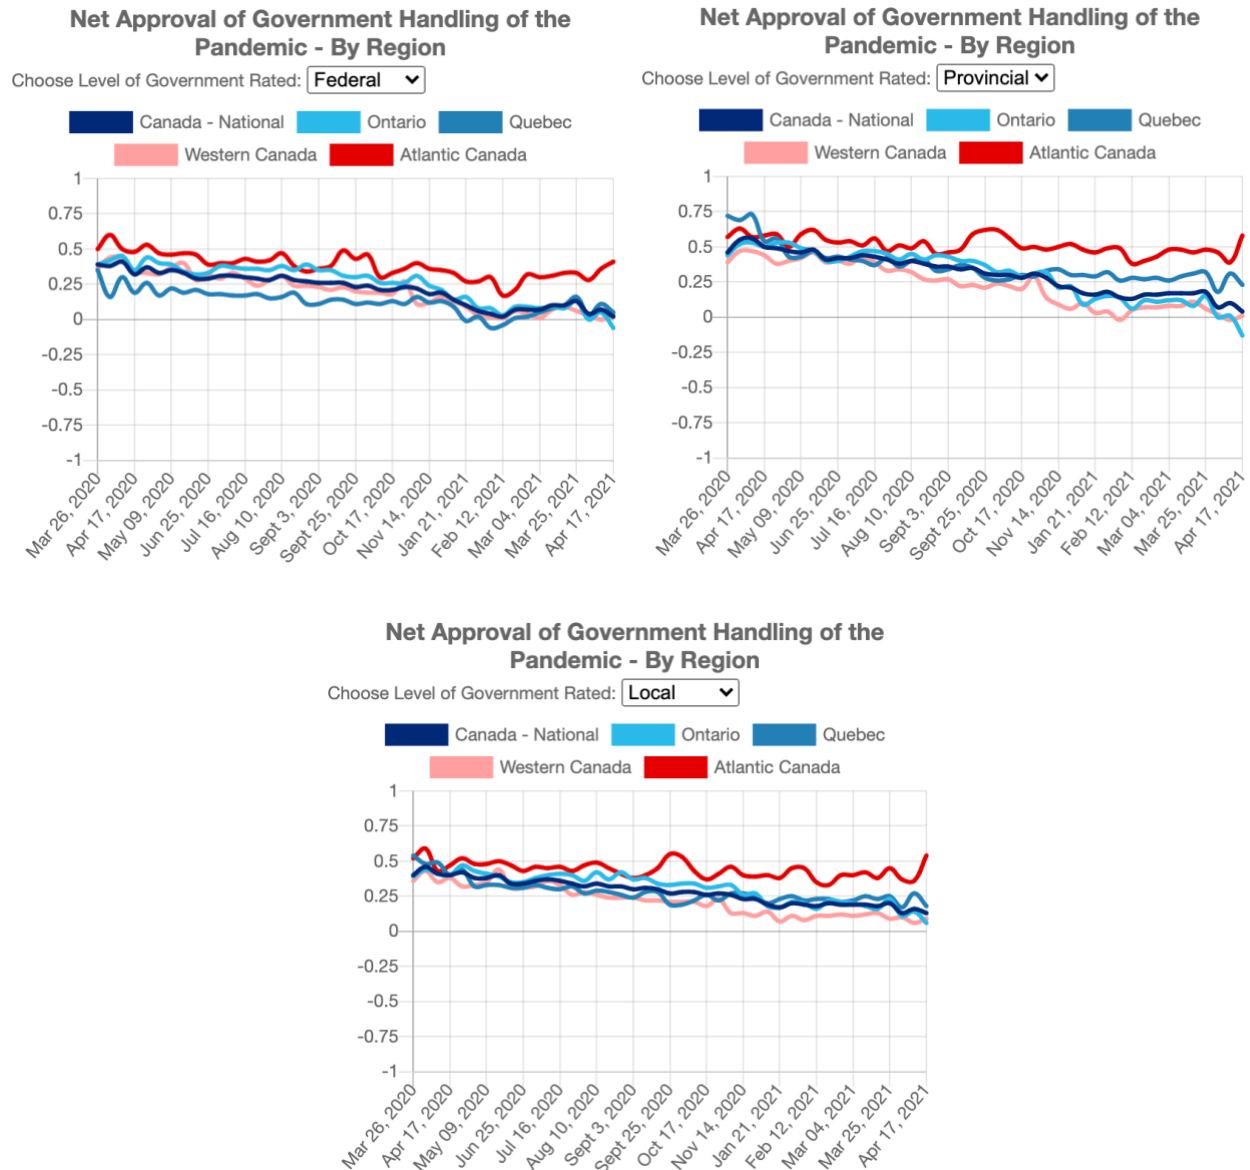 Net Approval of Government Handling of the
Pandemic - By Region
Choose Level of Government Rated: Federal
Canada - National Ontario Quebec
Western Canada Atlantic Canada
1
0.75
0.5
0.25
0
-0.25
-0.5
-0.75
-1
Mar 26, 2020
Apr 17, 2020
May 09, 2020
Jun 25, 2020
Jul 16, 2020
Aug 10, 2020
Sept 3, 2020
Sept 25, 2020
Oct 17, 2020
Nov 14, 2020
Jan 21, 2021
Feb 12, 2021
Mar 04, 2021
Mar 25, 2021
Apr 17, 2021
Net Approval of Government Handling of the
Pandemic - By Region
Choose Level of Government Rated: Provincial
Canada - National Ontario Quebec
Western Canada Atlantic Canada
1
0.75
0.5
0.25
0
-0.25
-0.5
-0.75
-1
Mar 26, 2020
Apr 17, 2020
May 09, 2020
Jun 25, 2020
Jul 16, 2020
Aug 10, 2020
Sept 3, 2020
Sept 25, 2020
Oct 17, 2020
Nov 14, 2020
Jan 21, 2021
Feb 12, 2021
Mar 04, 2021
Mar 25, 2021
Apr 17, 2021
Net Approval of Government Handling of the
Pandemic - By Region
Choose Level of Government Rated: Local
Canada - National Ontario Quebec
Western Canada Atlantic Canada
1
0.75
0.5
0.25
0
-0.25
-0.5
-0.75
-1
Mar 26, 2020
Apr 17, 2020
May 09, 2020
Jun 25, 2020
Jul 16, 2020
Aug 10, 2020
Sept 3, 2020
Sept 25, 2020
Oct 17, 2020
Nov 14, 2020
Jan 21, 2021
Feb 12, 2021
Mar 04, 2021
Mar 25, 2021
Apr 17, 2021